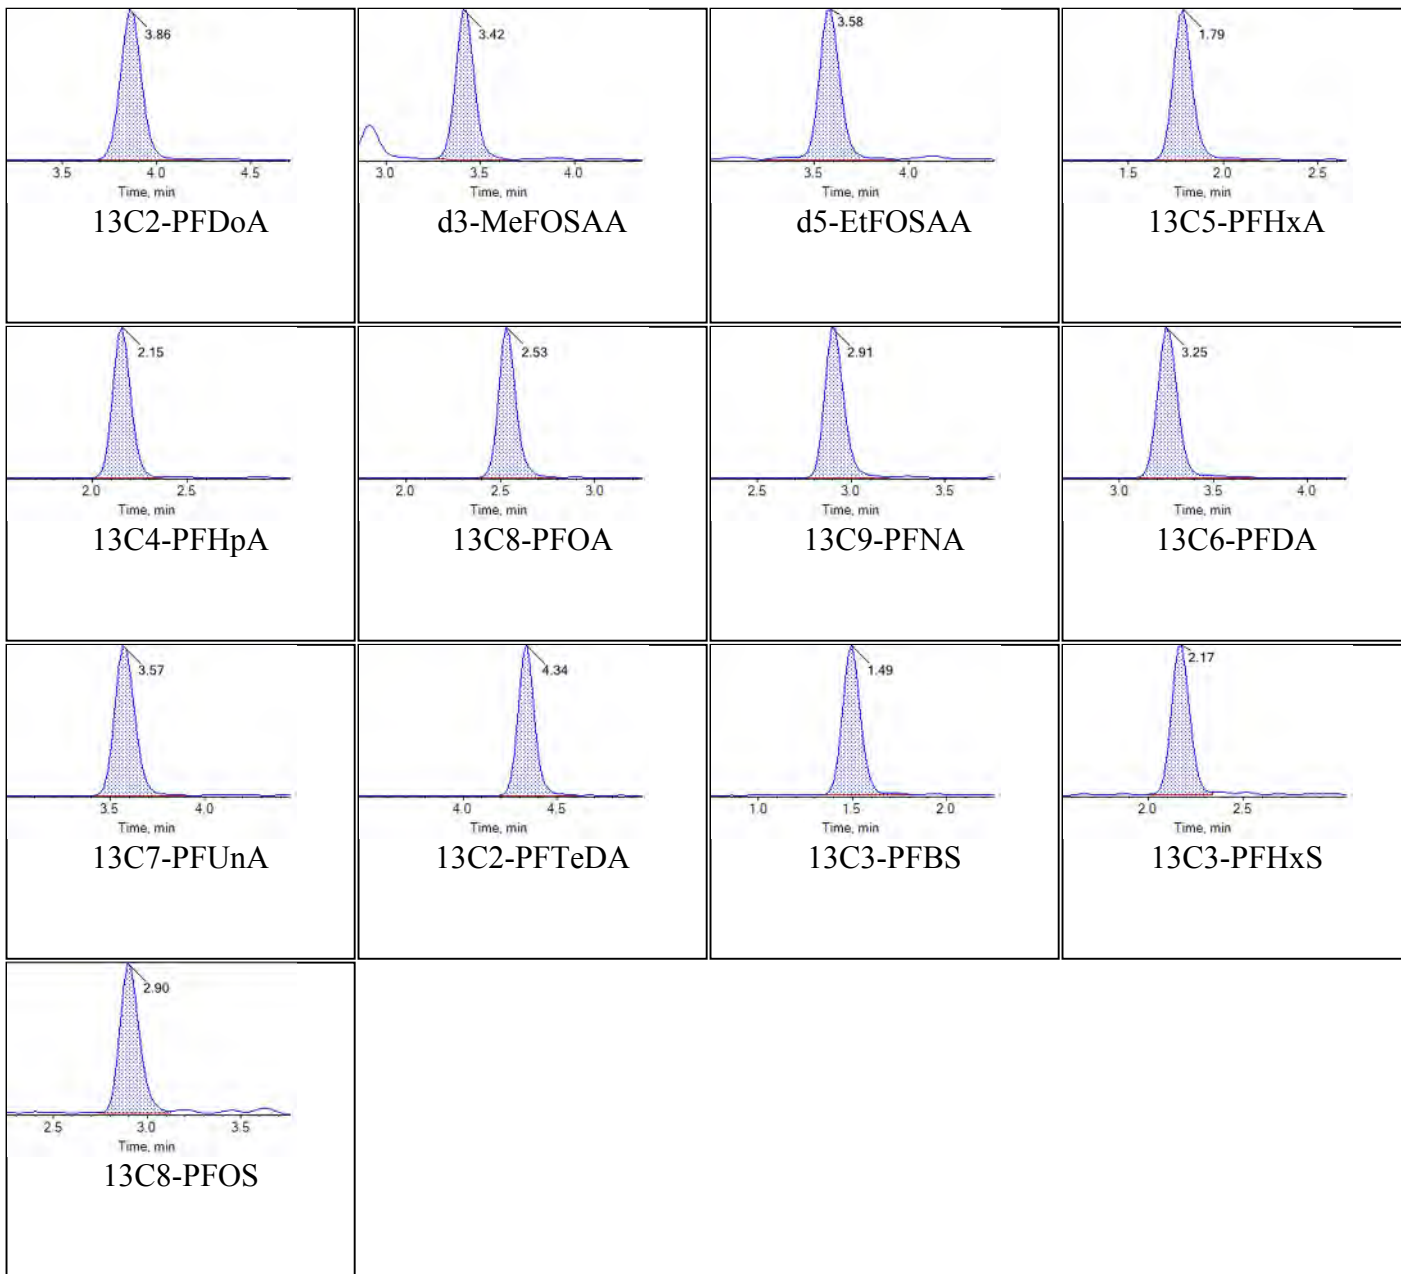 3.86
3.5 4.0 4.5
Time, min
13C2-PFDoA
3.42
3.0 3.5 4.0
Time, min
d3-MeFOSAA
3.58
3.5 4.0
Time, min
d5-EtFOSAA
1.79
1.5 2.0 2.5
Time, min
13C5-PFHxA
2.15
2.0 2.5
Time, min
13C4-PFHpA
2.53
2.0 2.5 3.0
Time, min
13C8-PFOA
2.91
2.5 3.0 3.5
Time, min
13C9-PFNA
3.25
3.0 3.5 4.0
Time, min
13C6-PFDA
3.57
3.5 4.0
Time, min
13C7-PFUnA
4.34
4.0 4.5
Time, min
13C2-PFTeDA
1.49
1.0 1.5 2.0
Time, min
13C3-PFBS
2.17
2.0 2.5
Time, min
13C3-PFHxS
2.90
2.5 3.0 3.5
Time, min
13C8-PFOS